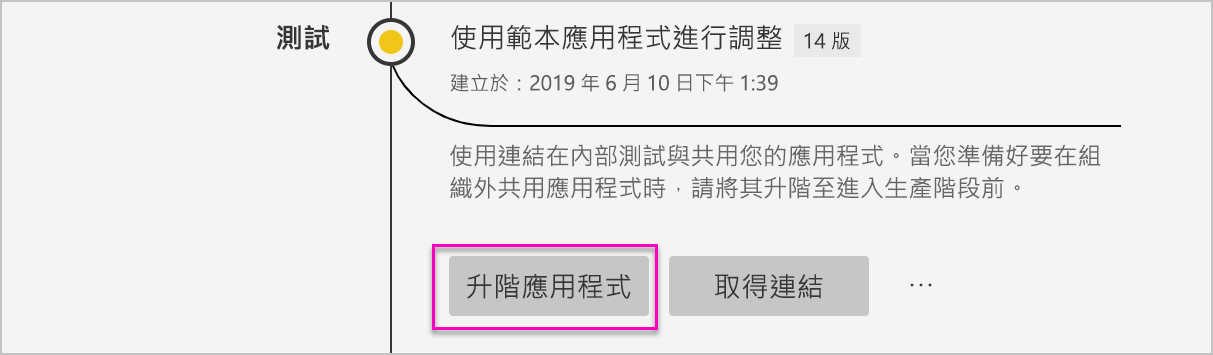 測試
使用範本應用程式進行調整 14 版
建立於：2019 年 6 月 10 日下午 1:39
使用連結在內部測試與共用您的應用程式。當您準備好要在組
織外共用應用程式時，請將其升階至進入生產階段前。
升階應用程式 取得連結 …